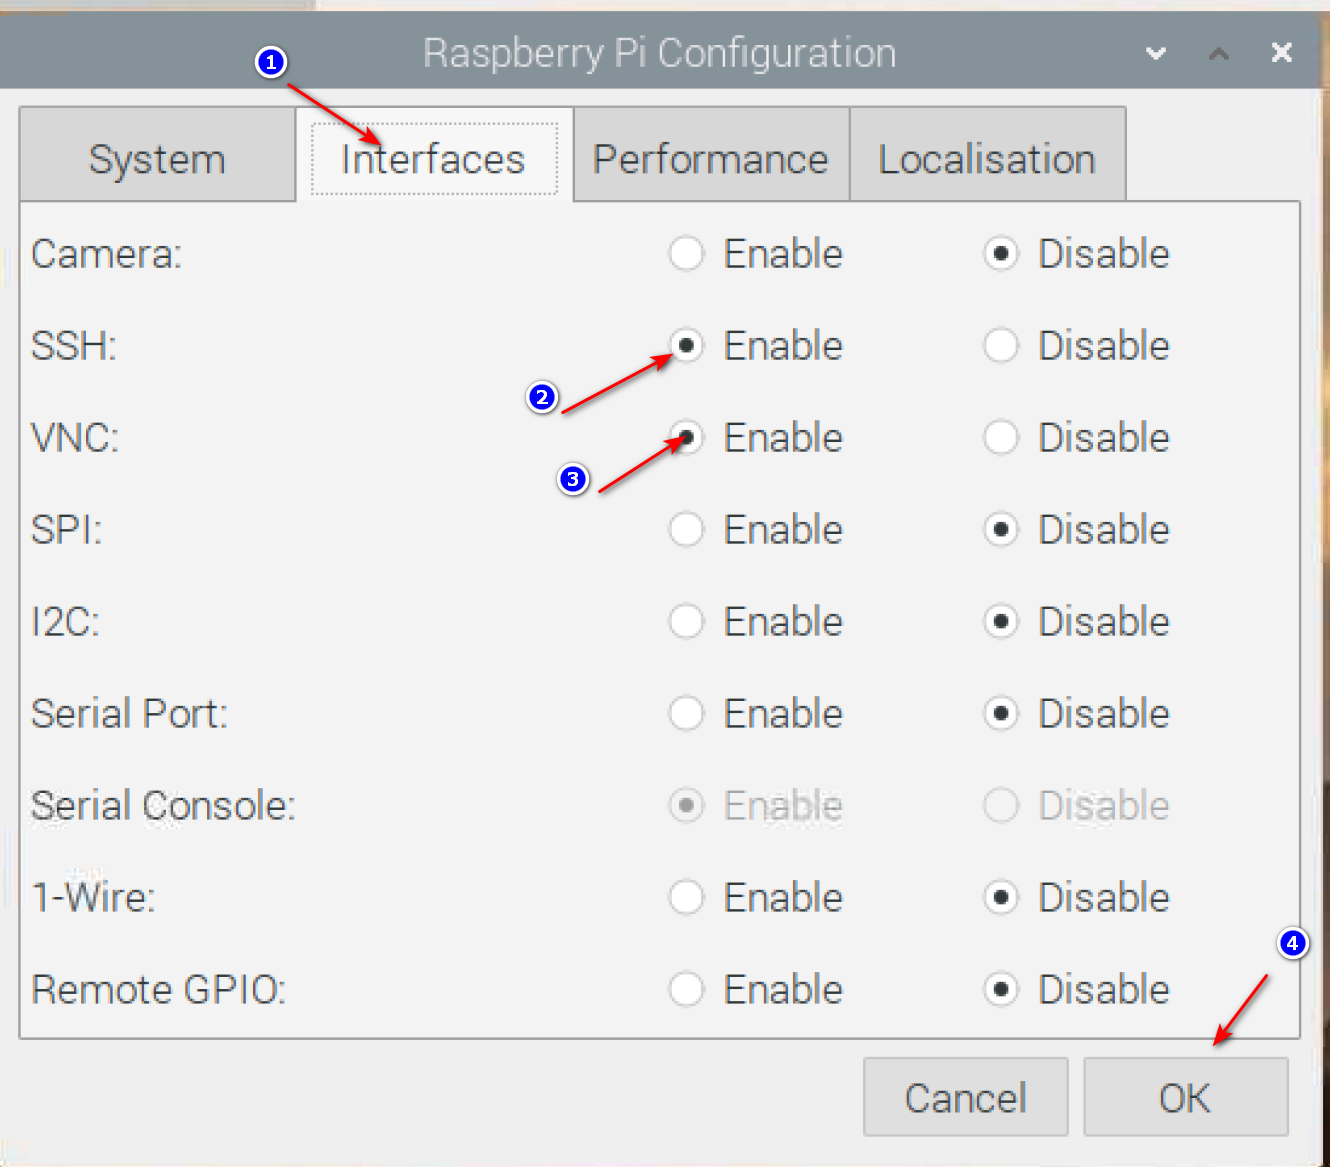 Raspberry Pi Configuration
1
System Interfaces Performance Localisation
Camera: Enable Disable
SSH: Enable Disable
2
VNC: Enable Disable
3
SPI: Enable Disable
I2C: Enable Disable
Serial Port: Enable Disable
Serial Console: Enable Disable
1-Wire: Enable Disable
4
Remote GPIO: Enable Disable
Cancel OK